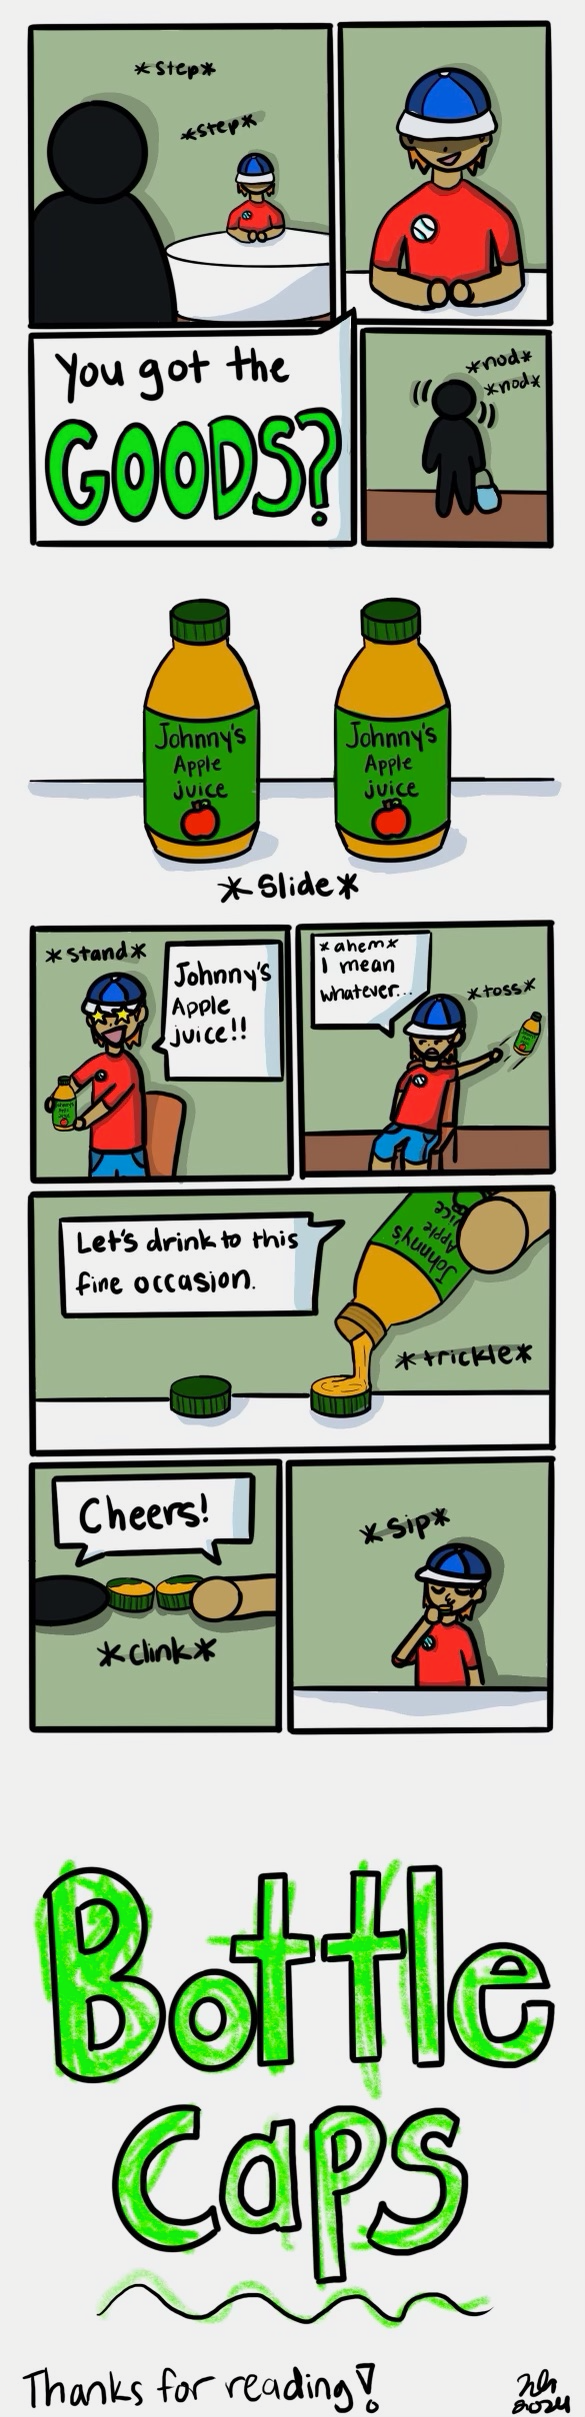 *step*
*step*
You got the
GOODS?
*nod*
*nod*
Johnny's
Apple
juice
Johnny's
Apple
juice
*Slide*
*stand*
Johnny's
Apple
juice!!
*ahem*
I mean
whatever...
*toss*
Let's drink to this
fine occasion.
Johnny's
Apple
juice
*trickle*
Cheers!
*clink*
*sip*
Bottle
Caps
Thanks for reading!
2024